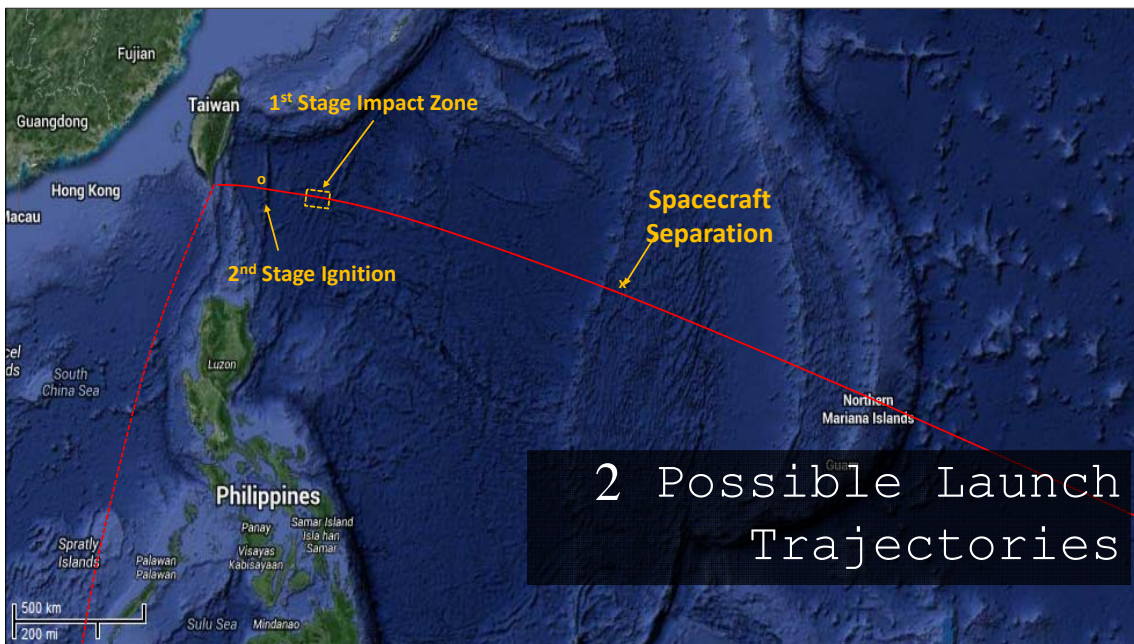 Fujian
Taiwan
1st Stage Impact Zone
Guangdong
Hong Kong
Macau
o
Spacecraft
Separation
2nd Stage Ignition
x
Luzon
South
China Sea
Northern
Mariana Islands
Guam
2 Possible Launch
Trajectories
Philippines
Panay
Samar Island
Isla han
Samar
Visayas
Kabisayaan
Spratly
Islands
Palawan
Palawan
500 km
200 mi
Sulu Sea
Mindanao